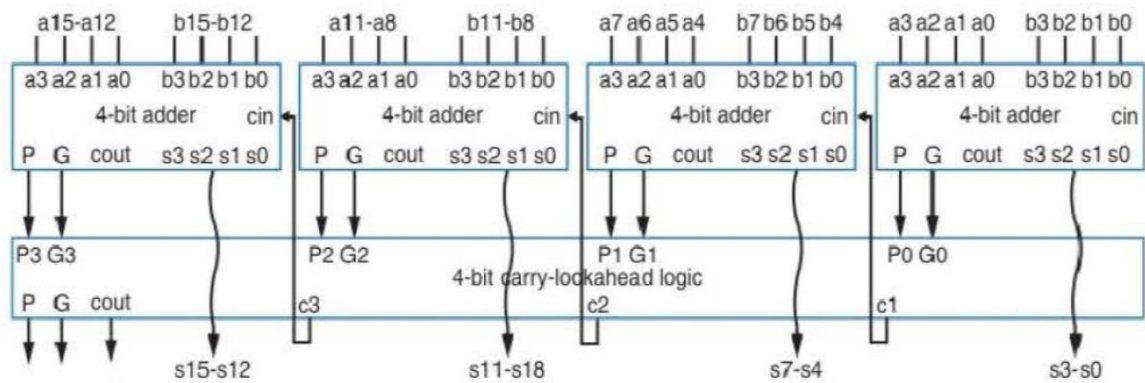 a15-a12 b15-b12 a11-a8 b11-b8 a7 a6 a5 a4 b7 b6 b5 b4 a3 a2 a1 a0 b3 b2 b1 b0
a3 a2 a1 a0 b3 b2 b1 b0 a3 a2 a1 a0 b3 b2 b1 b0 a3 a2 a1 a0 b3 b2 b1 b0 a3 a2 a1 a0 b3 b2 b1 b0
4-bit adder cin 4-bit adder cin 4-bit adder cin 4-bit adder cin
P G cout s3 s2 s1 s0 P G cout s3 s2 s1 s0 P G cout s3 s2 s1 s0 P G cout s3 s2 s1 s0
P3 G3 P2 G2 P1 G1 P0 G0
4-bit carry-lookahead logic
P G cout c3 c2 c1
s15-s12 s11-s18 s7-s4 s3-s0